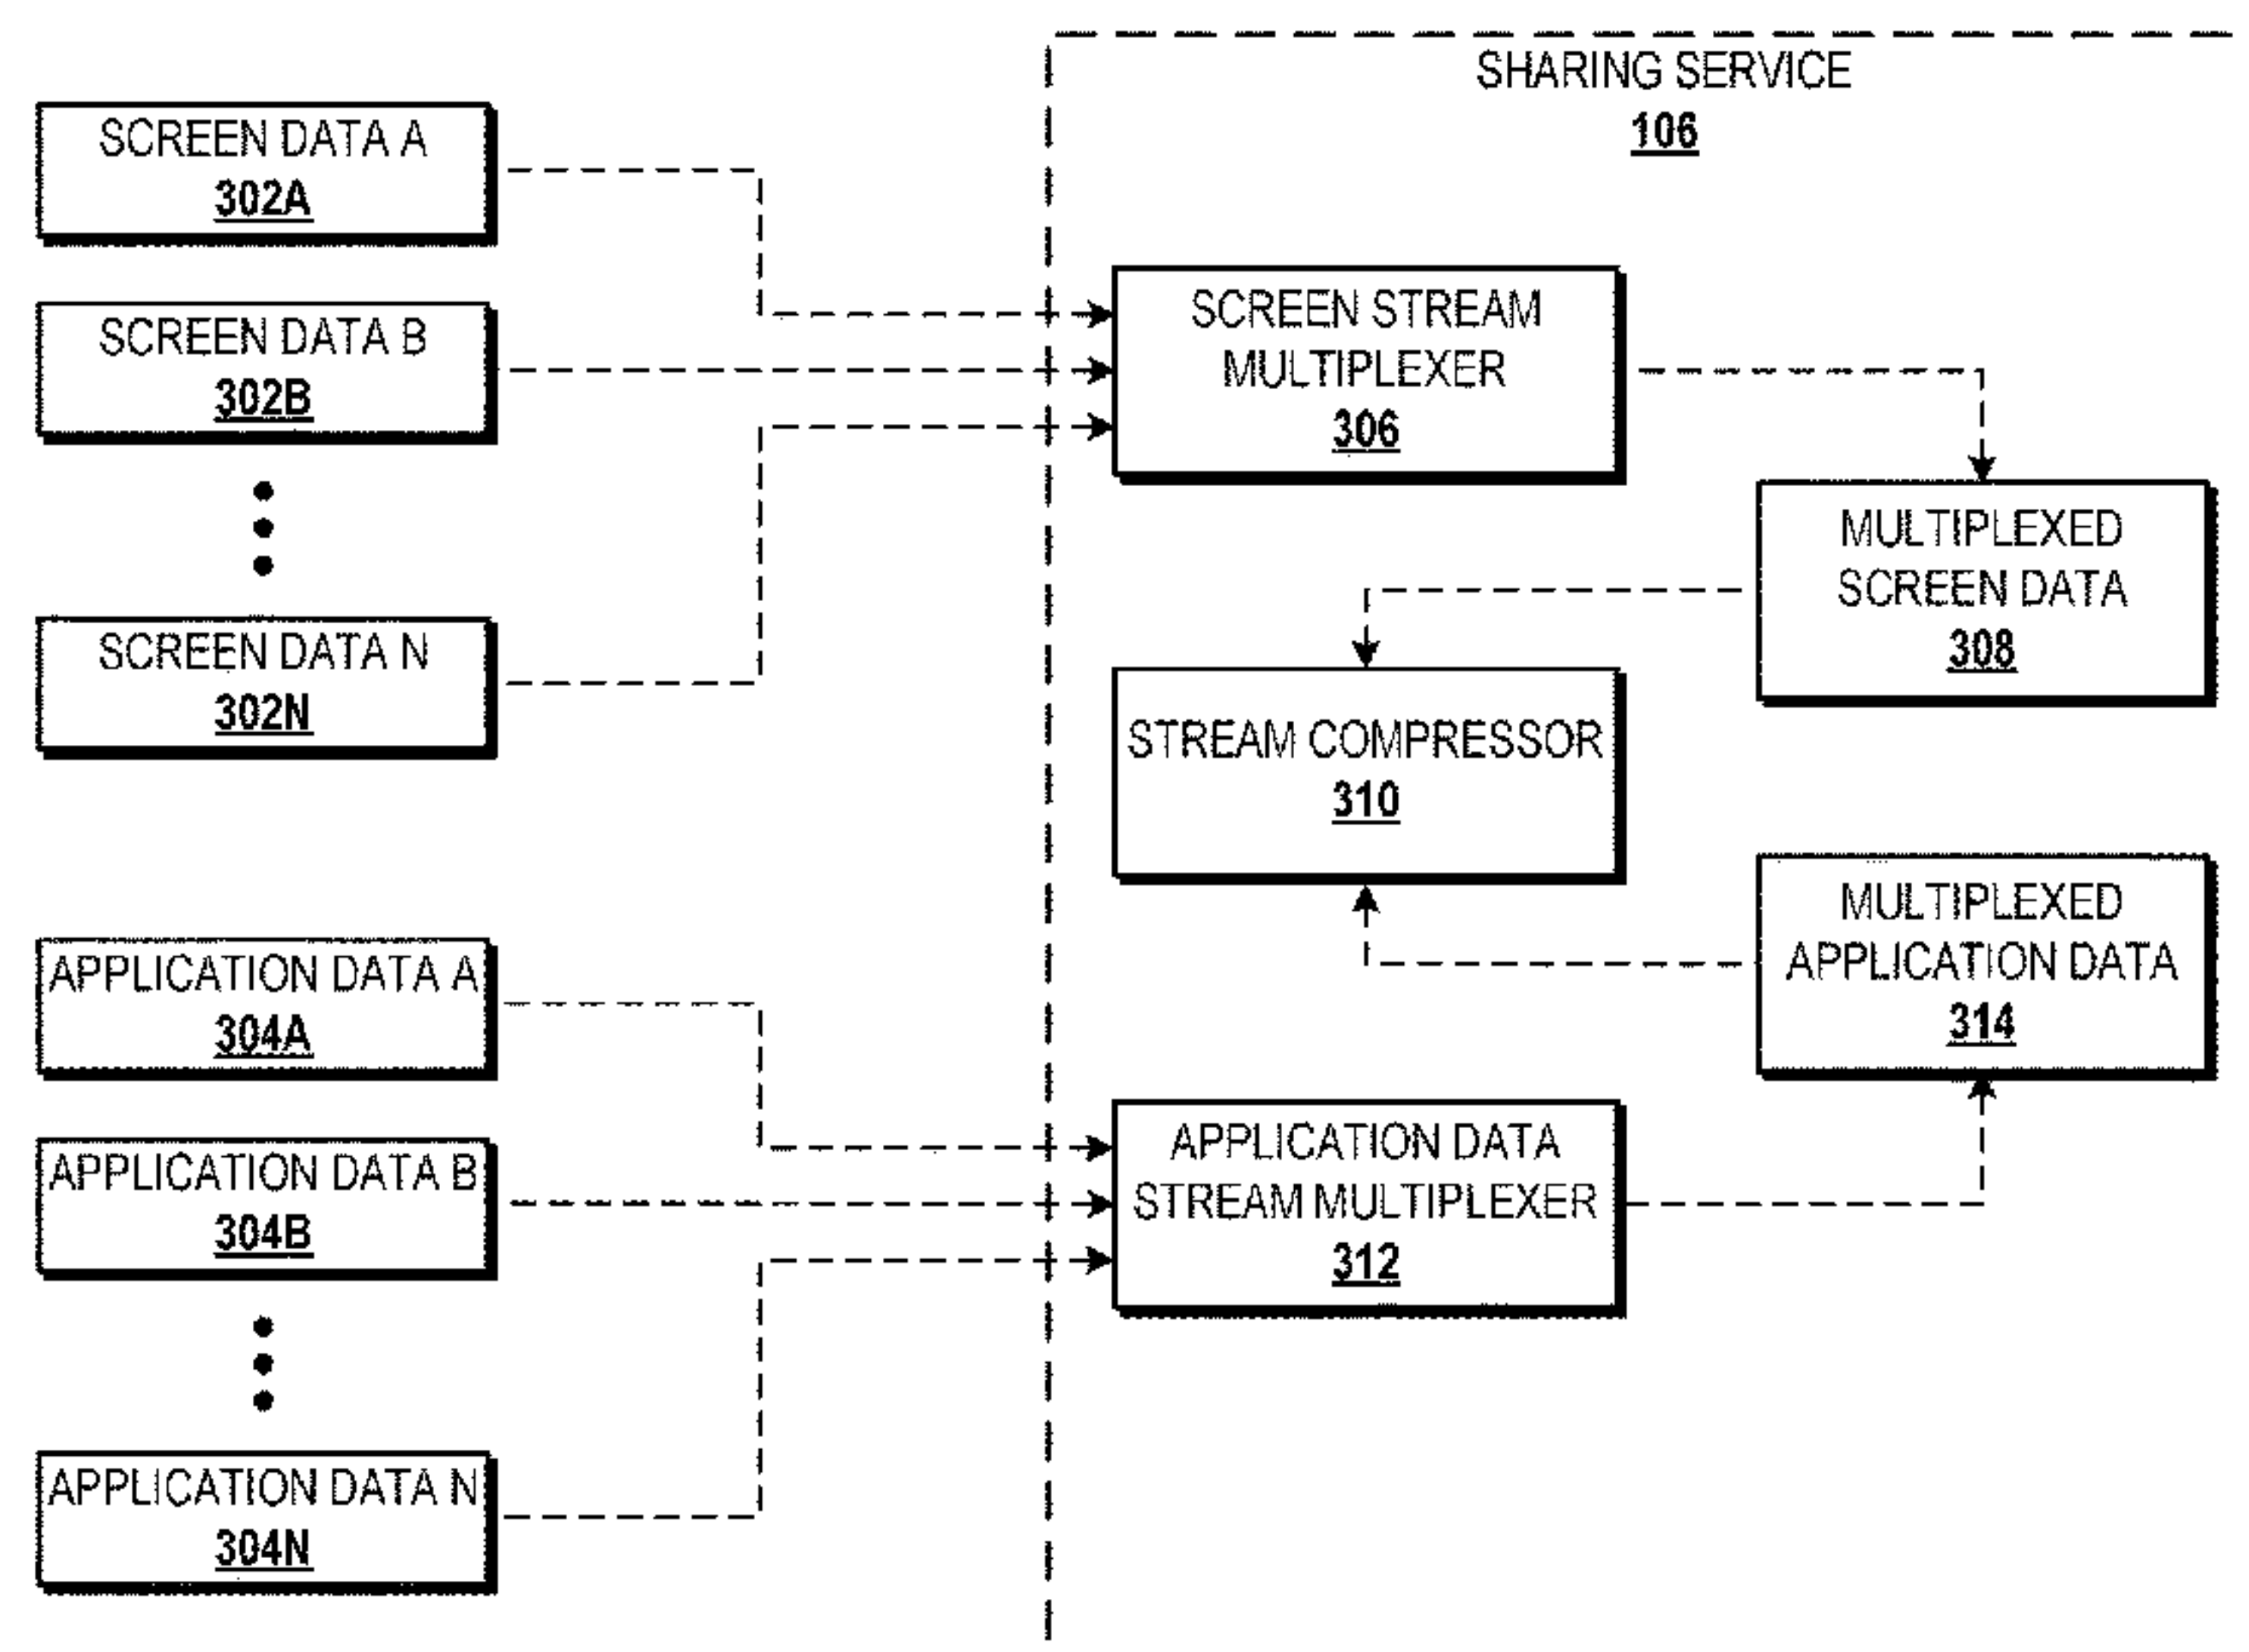 SHARING SERVICE
106
SCREEN DATA A
302A
SCREEN DATA B
302B
SCREEN DATA N
302N
SCREEN STREAM
MULTIPLEXER
306
MULTIPLEXED
SCREEN DATA
308
STREAM COMPRESSOR
310
MULTIPLEXED
APPLICATION DATA
314
APPLICATION DATA A
304A
APPLICATION DATA B
304B
APPLICATION DATA N
304N
APPLICATION DATA
STREAM MULTIPLEXER
312